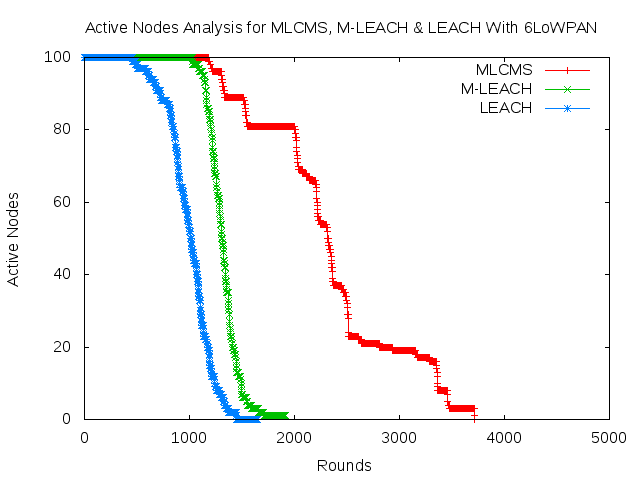 Active Nodes Analysis for MLCMS, M-LEACH & LEACH With 6LoWPAN
MLCMS
M-LEACH
LEACH
100
80
60
40
20
0
Active Nodes
0 1000 2000 3000 4000 5000
Rounds